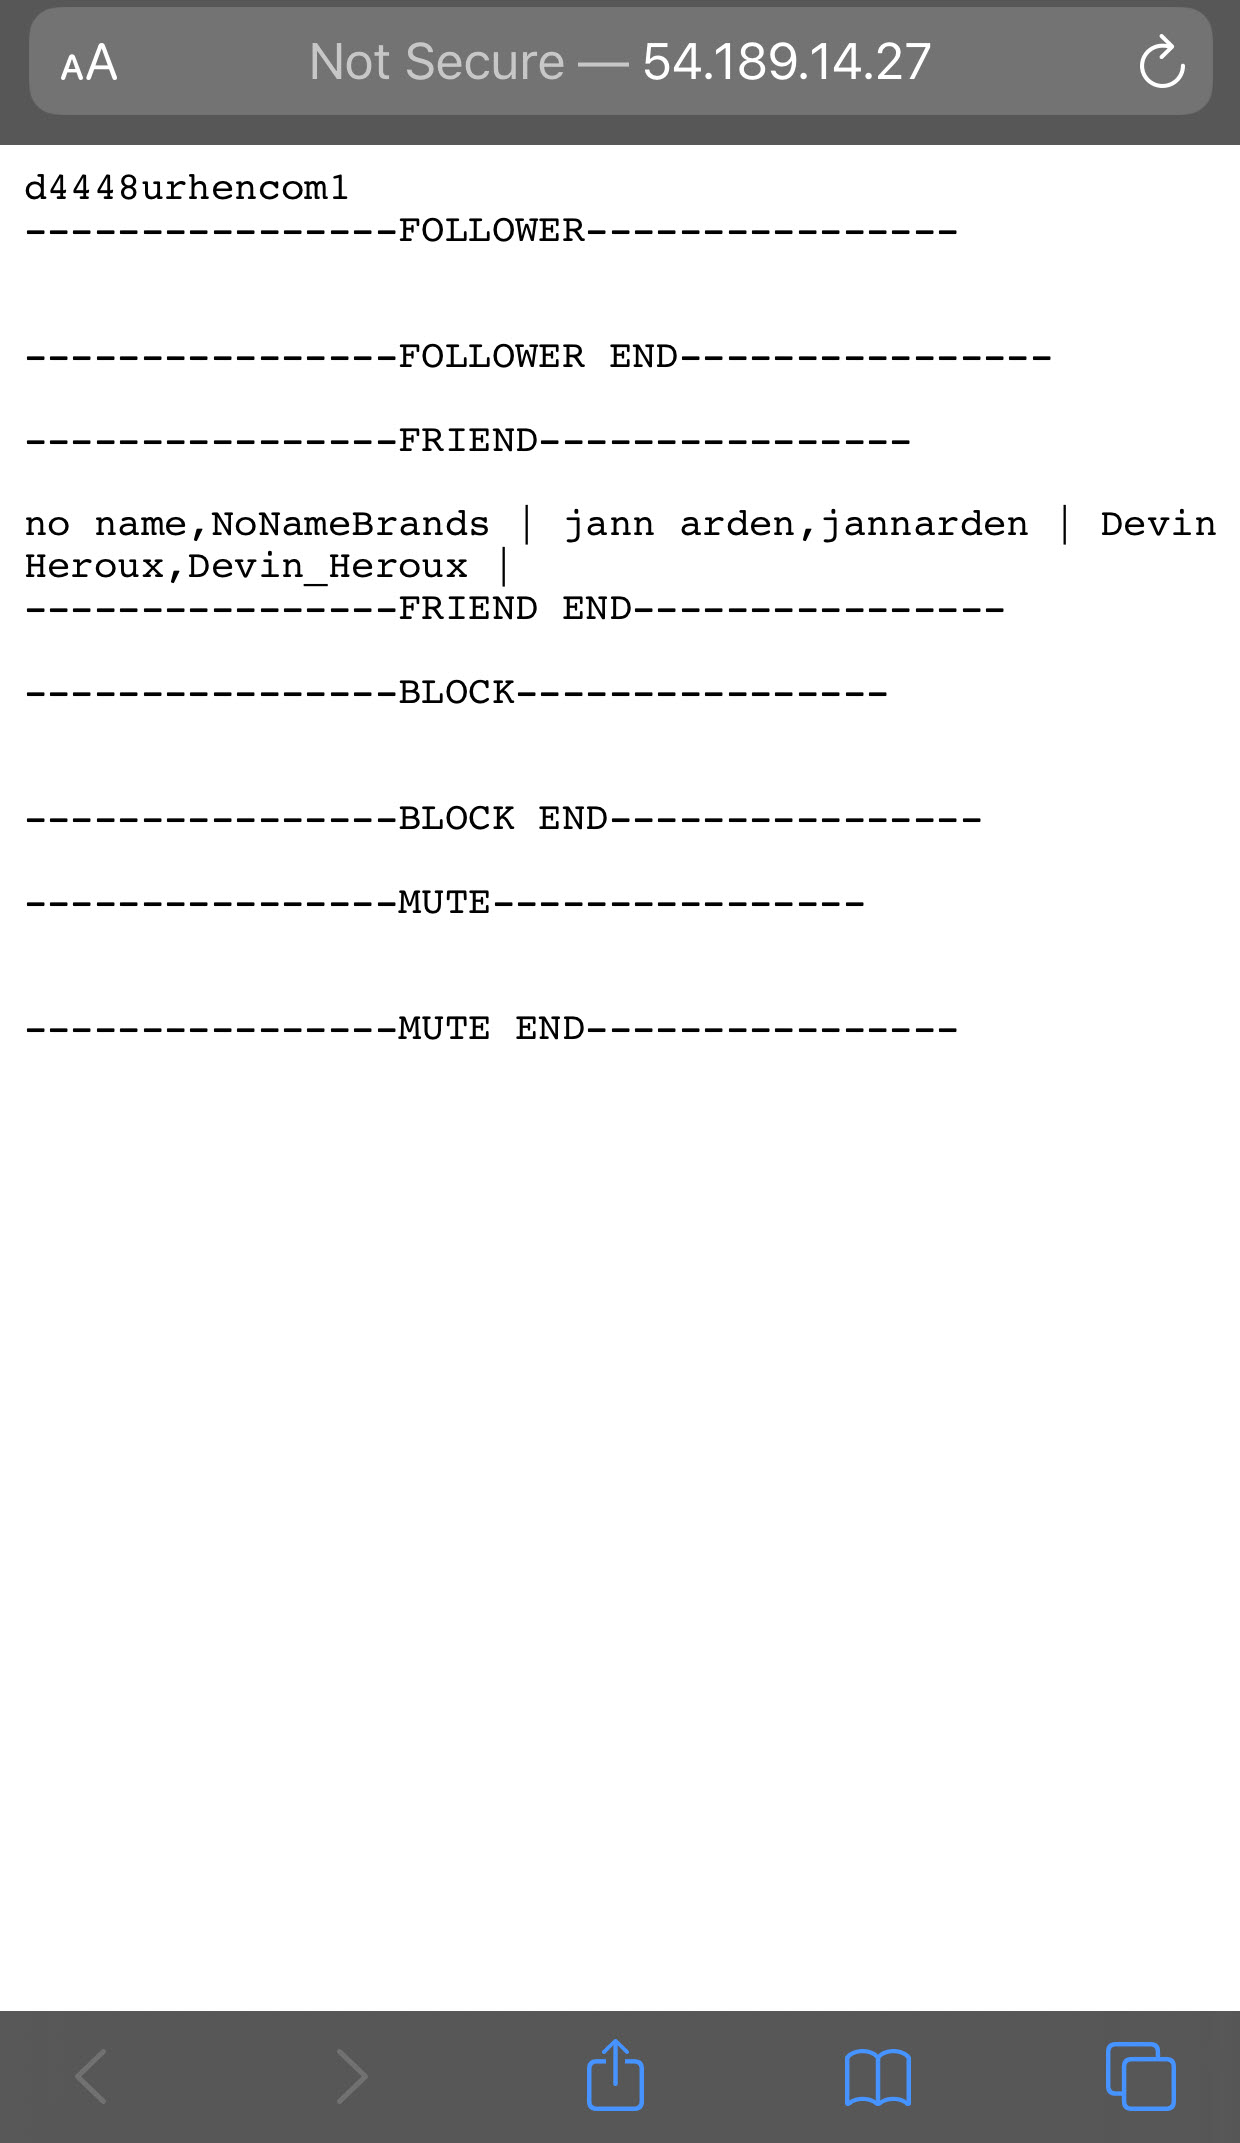 AA
Not Secure — 54.189.14.27
d4448urhencom1
----------------FOLLOWER----------------
----------------FOLLOWER END----------------
----------------FRIEND----------------
no name,NoNameBrands | jann arden,jannarden | Devin
Heroux,Devin_Heroux |
----------------FRIEND END----------------
----------------BLOCK----------------
----------------BLOCK END----------------
----------------MUTE----------------
----------------MUTE END----------------